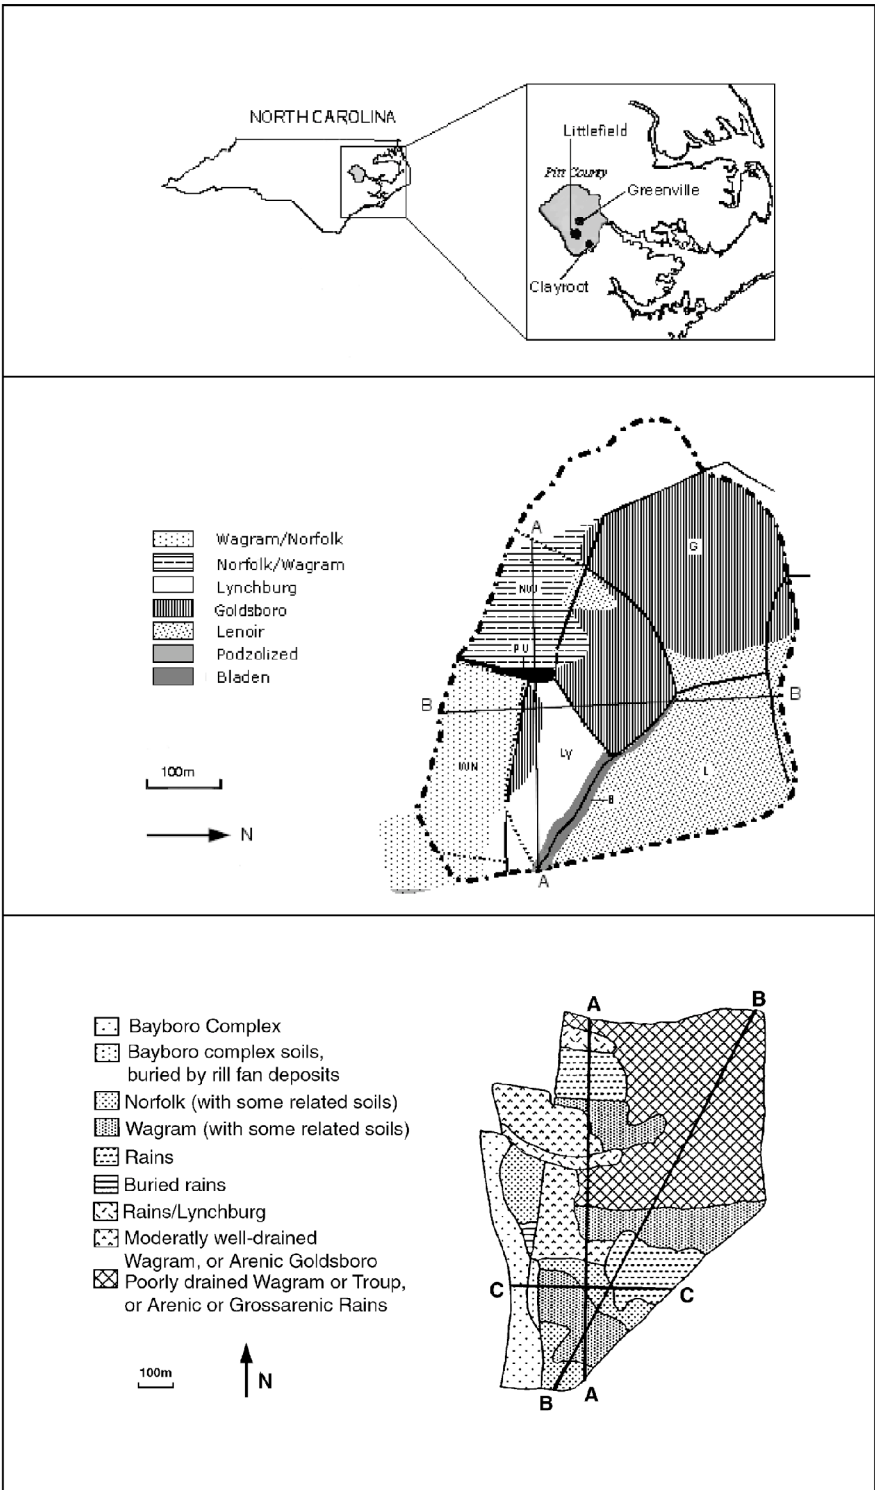 NORTH CAROLINA
Littlefield
Pitt County
Greenville
Clayroot
Wagram/Norfolk
Norfolk/Wagram
Lynchburg
Goldsboro
Lenoir
Podzolized
Bladen
100m
N
A
G
NW
PU
B
B
WN
Ly
L
B
A
Bayboro Complex
Bayboro complex soils,
buried by rill fan deposits
Norfolk (with some related soils)
Wagram (with some related soils)
Rains
Buried rains
Rains/Lynchburg
Moderatly well-drained
Wagram, or Arenic Goldsboro
Poorly drained Wagram or Troup,
or Arenic or Grossarenic Rains
100m
N
A
B
C
C
B
A